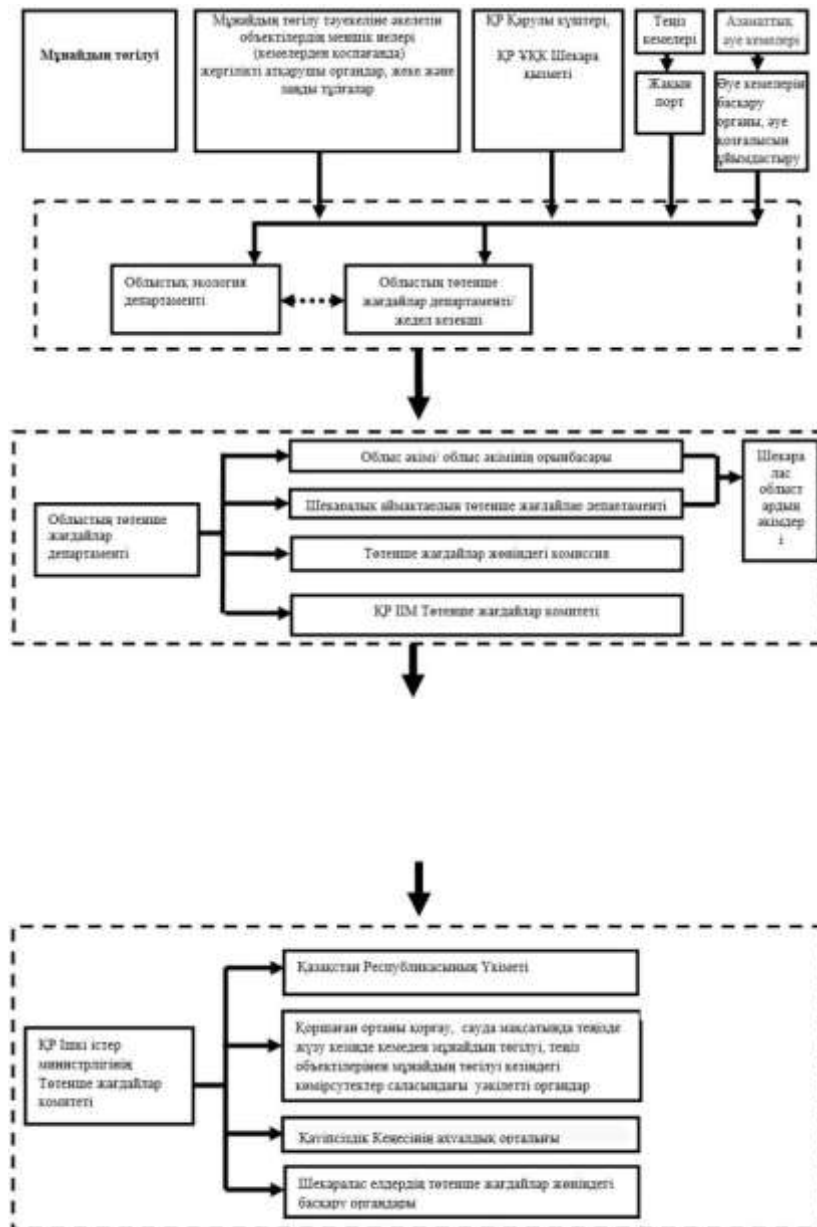 Мұнайдың төгілуі
Мұнайдың төгілу тәуекеліне әкелетін
объектілердің меншік иелері
(кемелерден қоспағанда)
жергілікті атқарушы органдар, жеке және
заңды тұлғалар
ҚР Қарулы күштері,
ҚР ҰҚК Шекара
қызметі
Теңіз
кемелері
Жақын
порт
Азаматтық
әуе кемелері
Әуе кемелерін
басқару
органы, әуе
қозғалысын
ұйымдастыру
Облыстық экология
департаменті
Облыстың төтенше
жағдайлар департаменті/
жедел кезекші
Облыстың төтенше
жағдайлар
департаменті
Облыс әкімі/ облыс әкімінің орынбасары
Шекаралық аймақтардың төтенше жағдайлар департаменті
Төтенше жағдайлар жөніндегі комиссия
ҚР ІІМ Төтенше жағдайлар комитеті
Шекара
лас
облыст
ардың
әкімдер
і
ҚР Ішкі істер
министрлігінің
Төтенше жағдайлар
комитеті
Қазақстан Республикасының Үкіметі
Қоршаған ортаны қорғау, сауда мақсатында теңізде
жүзу кезінде кемеден мұнайдың төгілуі, теңіз
объектілерінен мұнайдың төгілуі кезіндегі
көмірсутектер саласындағы уәкілетті органдар
Қауіпсіздік Кеңесінің ахуалдық орталығы
Шекаралас елдердің төтенше жағдайлар жөніндегі
басқару органдары